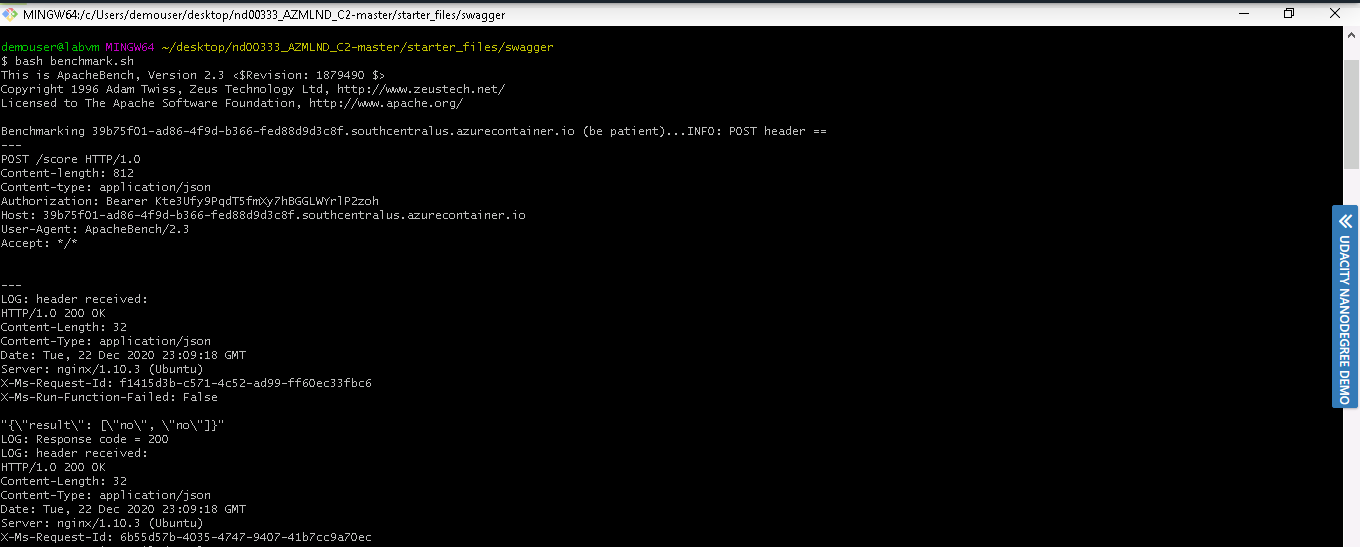 MINGW64:/c/Users/demouser/desktop/nd00333_AZMLND_C2-master/starter_files/swagger
demouser@labvm MINGW64 ~/desktop/nd00333_AZMLND_C2-master/starter_files/swagger
$ bash benchmark.sh
This is ApacheBench, Version 2.3 <$Revision: 1879490 $>
Copyright 1996 Adam Twiss, Zeus Technology Ltd, http://www.zeustech.net/
Licensed to The Apache Software Foundation, http://www.apache.org/

Benchmarking 39b75f01-ad86-4f9d-b366-fed88d9d3c8f.southcentralus.azurecontainer.io (be patient)...INFO: POST header ==
---
POST /score HTTP/1.0
Content-length: 812
Content-type: application/json
Authorization: Bearer Kte3Ufy9PqdT5fmXy7hBGGLWYrlP2zoh
Host: 39b75f01-ad86-4f9d-b366-fed88d9d3c8f.southcentralus.azurecontainer.io
User-Agent: ApacheBench/2.3
Accept: */*

---
LOG: header received:
HTTP/1.0 200 OK
Content-Length: 32
Content-Type: application/json
Date: Tue, 22 Dec 2020 23:09:18 GMT
Server: nginx/1.10.3 (Ubuntu)
X-Ms-Request-Id: f1415d3b-c571-4c52-ad99-ff60ec33fbc6
X-Ms-Run-Function-Failed: False

"{\"result\": [\"no\", \"no\"]}"
LOG: Response code = 200
LOG: header received:
HTTP/1.0 200 OK
Content-Length: 32
Content-Type: application/json
Date: Tue, 22 Dec 2020 23:09:18 GMT
Server: nginx/1.10.3 (Ubuntu)
X-Ms-Request-Id: 6b55d57b-4035-4747-9407-41b7cc9a70ec
UDACITY NANODEGREE DEMO